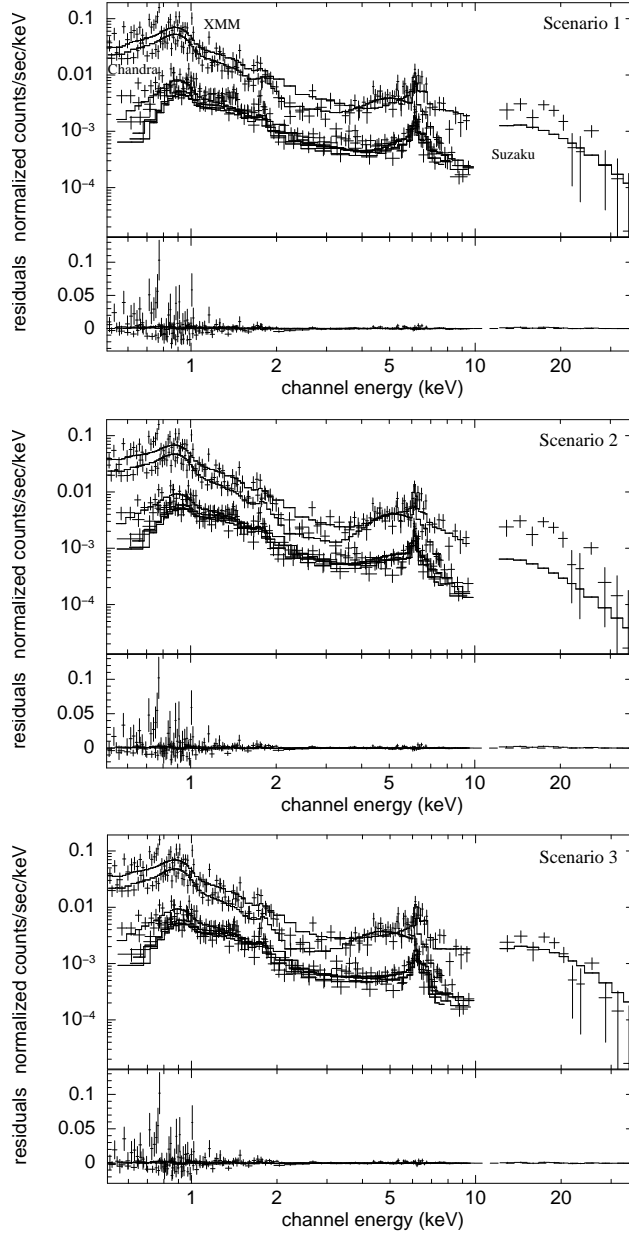 XMM
Scenario 1
Chandra
Suzaku
0.1
0.01
10⁻³
10⁻⁴
normalized counts/sec/keV
0.1
0.05
0
residuals
1 2 5 10 20
channel energy (keV)
Scenario 2
0.1
0.01
10⁻³
10⁻⁴
normalized counts/sec/keV
0.1
0.05
0
residuals
1 2 5 10 20
channel energy (keV)
Scenario 3
0.1
0.01
10⁻³
10⁻⁴
normalized counts/sec/keV
0.1
0.05
0
residuals
1 2 5 10 20
channel energy (keV)